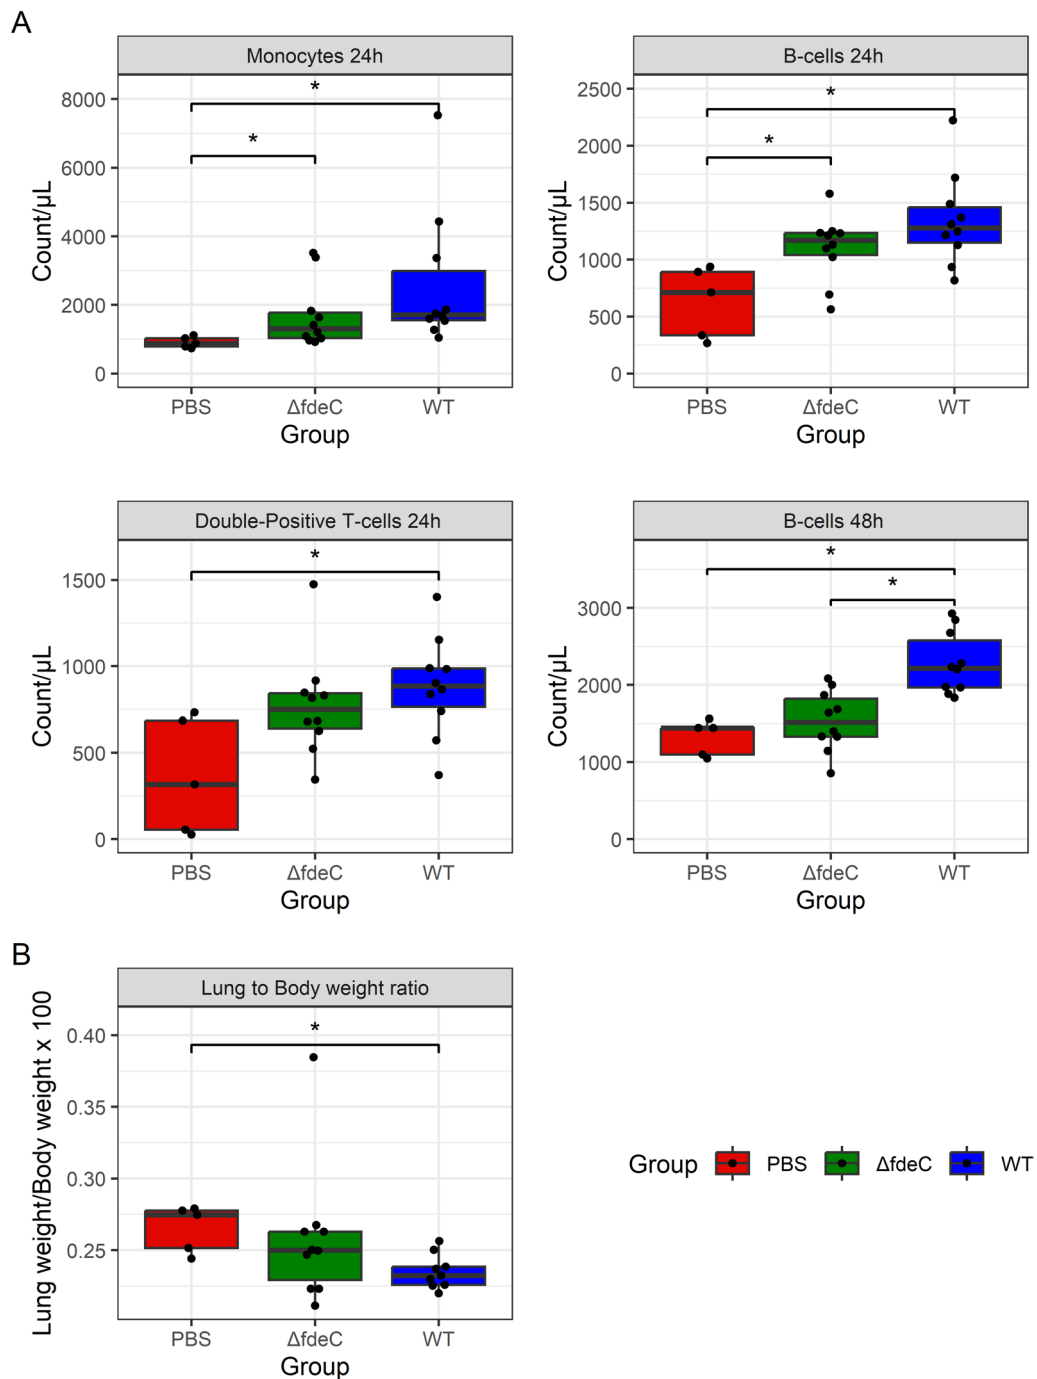 A
Monocytes 24h
Count/µL
8000
6000
4000
2000
0
*
*
PBS ΔfdeC WT
Group
B-cells 24h
Count/µL
2500
2000
1500
1000
500
0
*
*
PBS ΔfdeC WT
Group
Double-Positive T-cells 24h
Count/µL
1500
1000
500
0
*
PBS ΔfdeC WT
Group
B-cells 48h
Count/µL
3000
2000
1000
0
*
*
PBS ΔfdeC WT
Group
B
Lung to Body weight ratio
Lung weight/Body weight x 100
0.40
0.35
0.30
0.25
*
PBS ΔfdeC WT
Group
Group PBS ΔfdeC WT